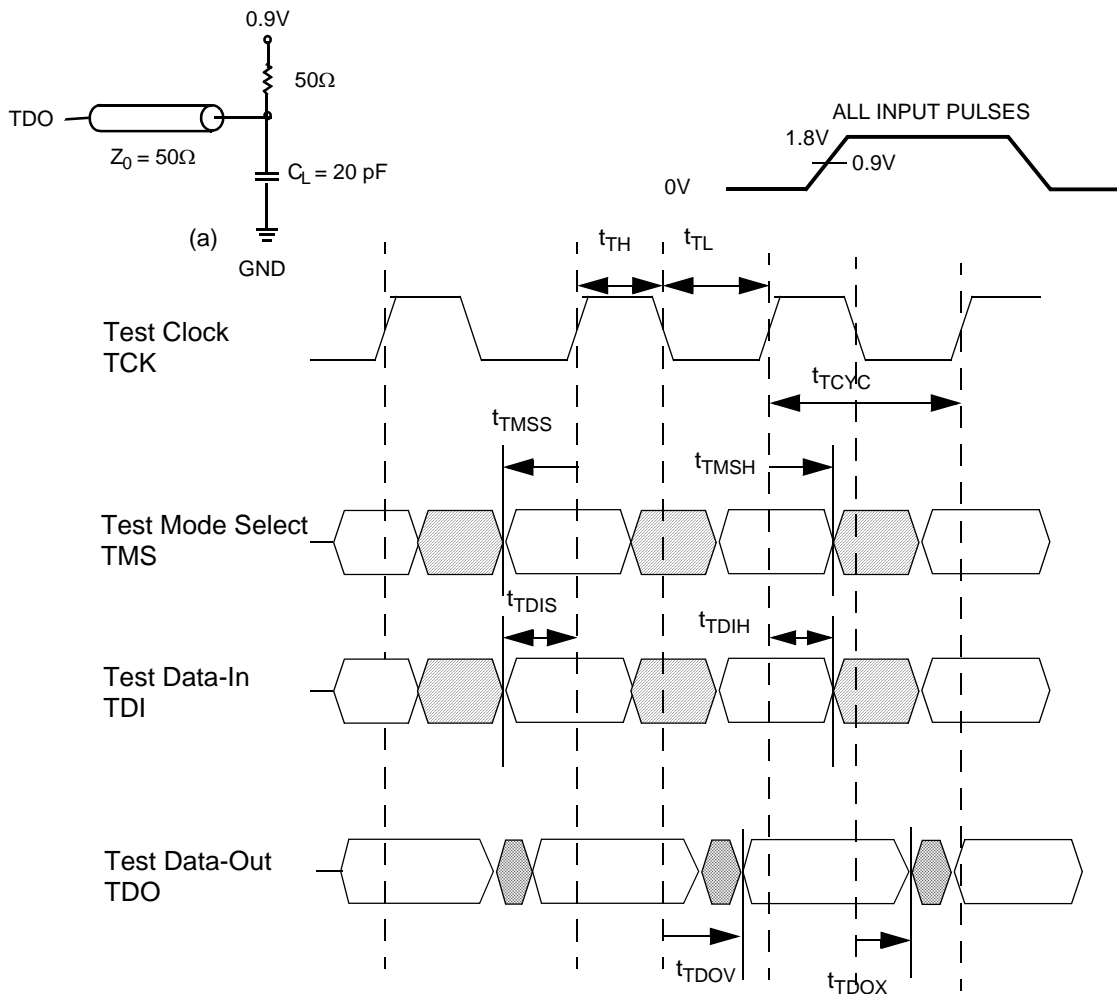 0.9V
50Ω
TDO
Z0 = 50Ω
CL = 20 pF
(a)
GND
ALL INPUT PULSES
1.8V
0.9V
0V
tTH
tTL
Test Clock
TCK
tTCYC
tTMSS
tTMSH
Test Mode Select
TMS
tTDIS
tTDIH
Test Data-In
TDI
Test Data-Out
TDO
tTDOV
tTDOX